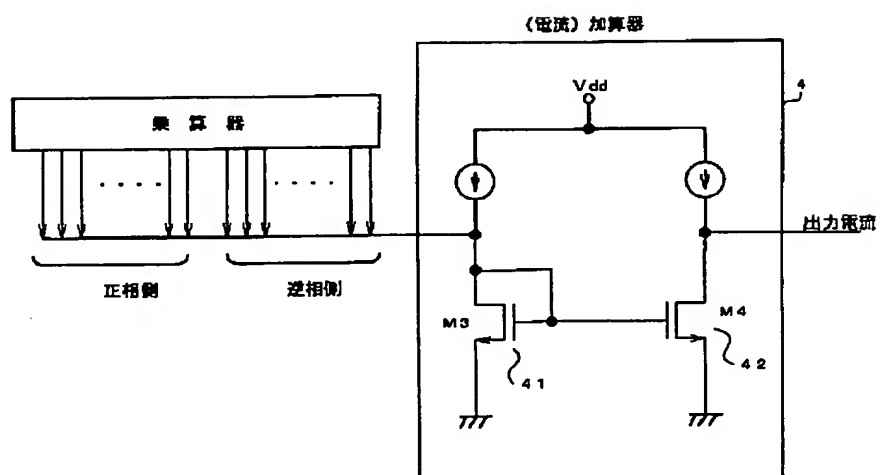 (電流) 加算器
4
Vdd
乗 算 器
・・・・ ・・・・
出力電流
正相側 逆相側
M3 M4
41 42